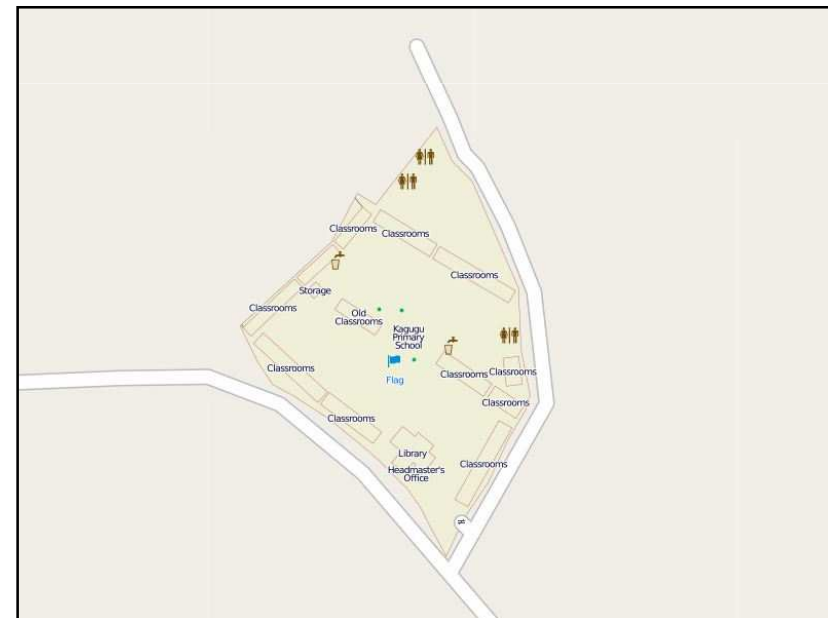 Classrooms
Classrooms
Classrooms
Storage
Classrooms
Old
Classrooms
Kagugu
Primary
School
Flag
Classrooms
Classrooms
Classrooms
Classrooms
Classrooms
Library
Headmaster's
Office
Classrooms